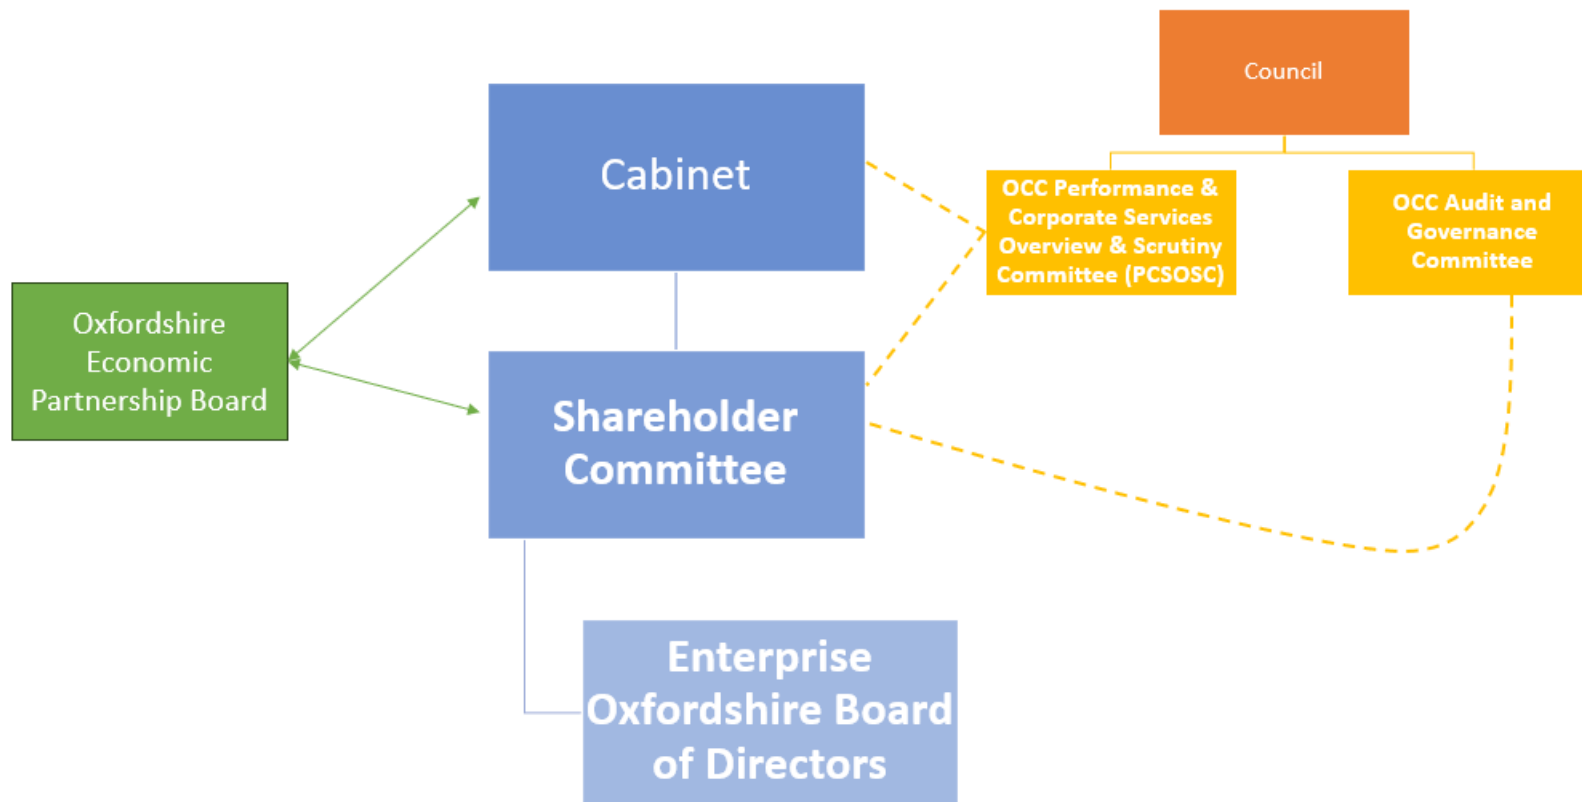 Council
Cabinet
OCC Performance &
Corporate Services
Overview & Scrutiny
Committee (PCSOSC)
OCC Audit and
Governance
Committee
Oxfordshire
Economic
Partnership Board
Shareholder
Committee
Enterprise
Oxfordshire Board
of Directors